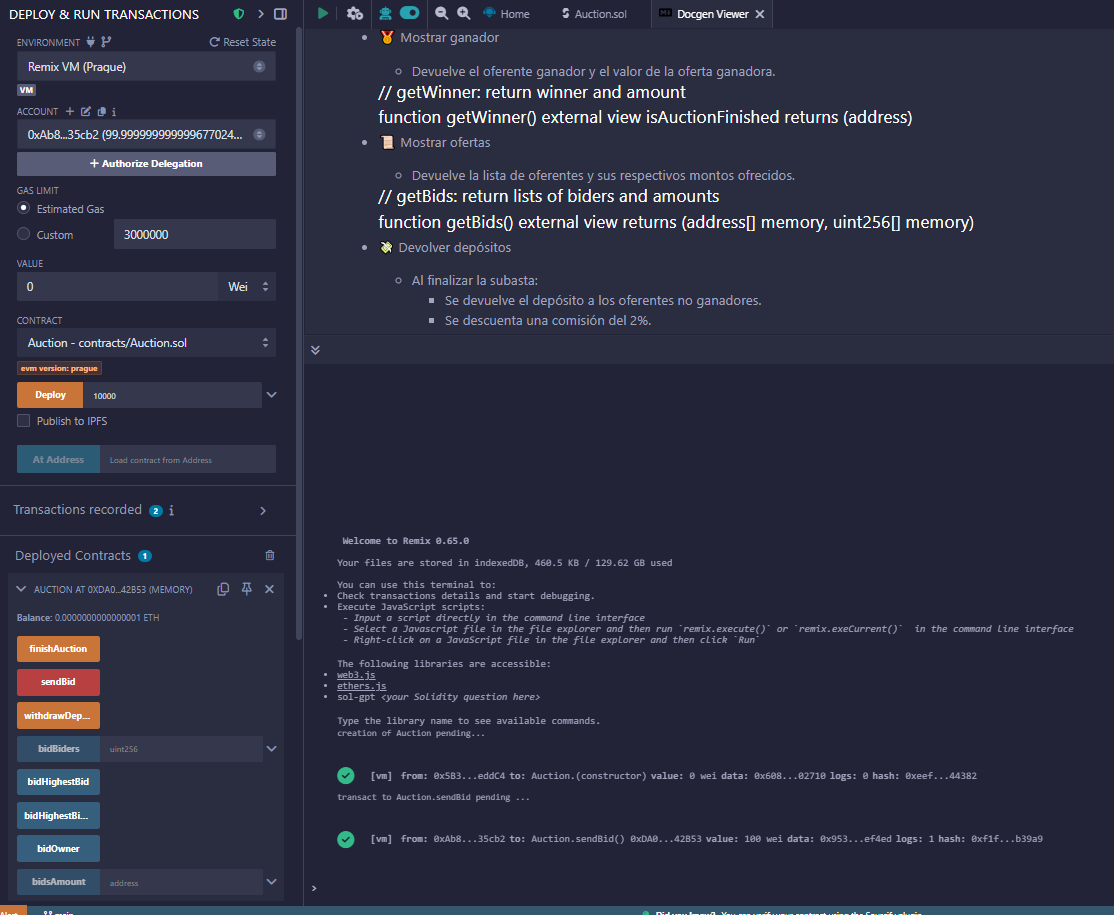 DEPLOY & RUN TRANSACTIONS
ENVIRONMENT
Reset State
Remix VM (Prague)
VM
ACCOUNT
0xAb8...35cb2 (99.999999999999677024...
+ Authorize Delegation
GAS LIMIT
Estimated Gas
Custom
3000000
VALUE
0
Wei
CONTRACT
Auction - contracts/Auction.sol
evm version: prague
Deploy
10000
Publish to IPFS
At Address
Load contract from Address
Transactions recorded 2 i
Deployed Contracts 1
AUCTION AT 0XDA0...42B53 (MEMORY)
Balance: 0.0000000000000001 ETH
finishAuction
sendBid
withdrawDep...
bidBiders
uint256
bidHighestBid
bidHighestBi...
bidOwner
bidsAmount
address
Home
Auction.sol
Docgen Viewer
Mostrar ganador
Devuelve el oferente ganador y el valor de la oferta ganadora.
// getWinner: return winner and amount
function getWinner() external view isAuctionFinished returns (address)
Mostrar ofertas
Devuelve la lista de oferentes y sus respectivos montos ofrecidos.
// getBids: return lists of biders and amounts
function getBids() external view returns (address[] memory, uint256[] memory)
Devolver depósitos
Al finalizar la subasta:
Se devuelve el depósito a los oferentes no ganadores.
Se descuenta una comisión del 2%.
Welcome to Remix 0.65.0
Your files are stored in indexedDB, 460.5 KB / 129.62 GB used
You can use this terminal to:
Check transactions details and start debugging.
Execute JavaScript scripts:
- Input a script directly in the command line interface
- Select a Javascript file in the file explorer and then run `remix.execute()` or `remix.exeCurrent()` in the command line interface
- Right-click on a JavaScript file in the file explorer and then click `Run`
The following libraries are accessible:
web3.js
ethers.js
sol-gpt <your Solidity question here>
Type the library name to see available commands.
creation of Auction pending...
[vm] from: 0x5B3...eddC4 to: Auction.(constructor) value: 0 wei data: 0x608...02710 logs: 0 hash: 0xeef...44382
transact to Auction.sendBid pending ...
[vm] from: 0xAb8...35cb2 to: Auction.sendBid() 0xDA0...42B53 value: 100 wei data: 0x953...ef4ed logs: 1 hash: 0xf1f...b39a9
>
main
Did you know? You can verify your contract using the Sourcify plugin